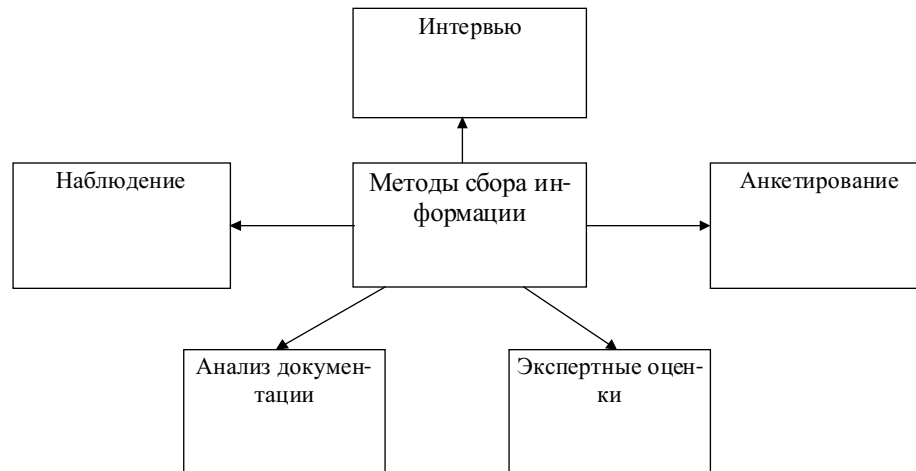 Интервью
Наблюдение
Методы сбора ин-
формации
Анкетирование
Анализ докумен-
тации
Экспертные оцен-
ки